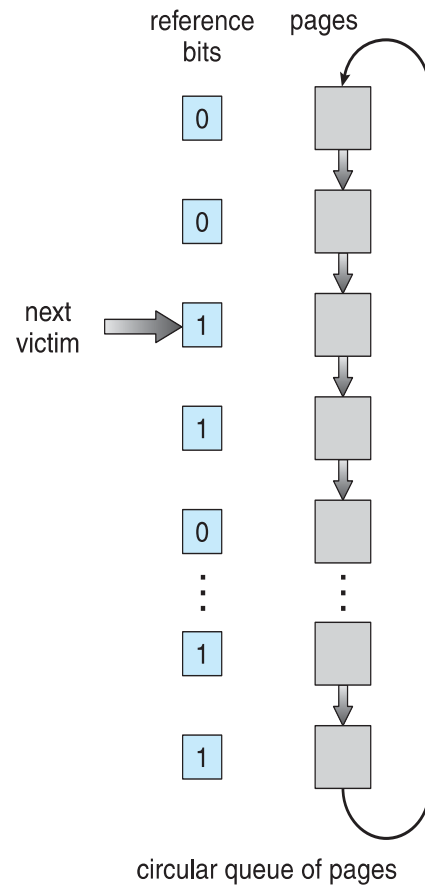 reference pages
bits
0
0
next
victim
1
1
0
1
1
circular queue of pages